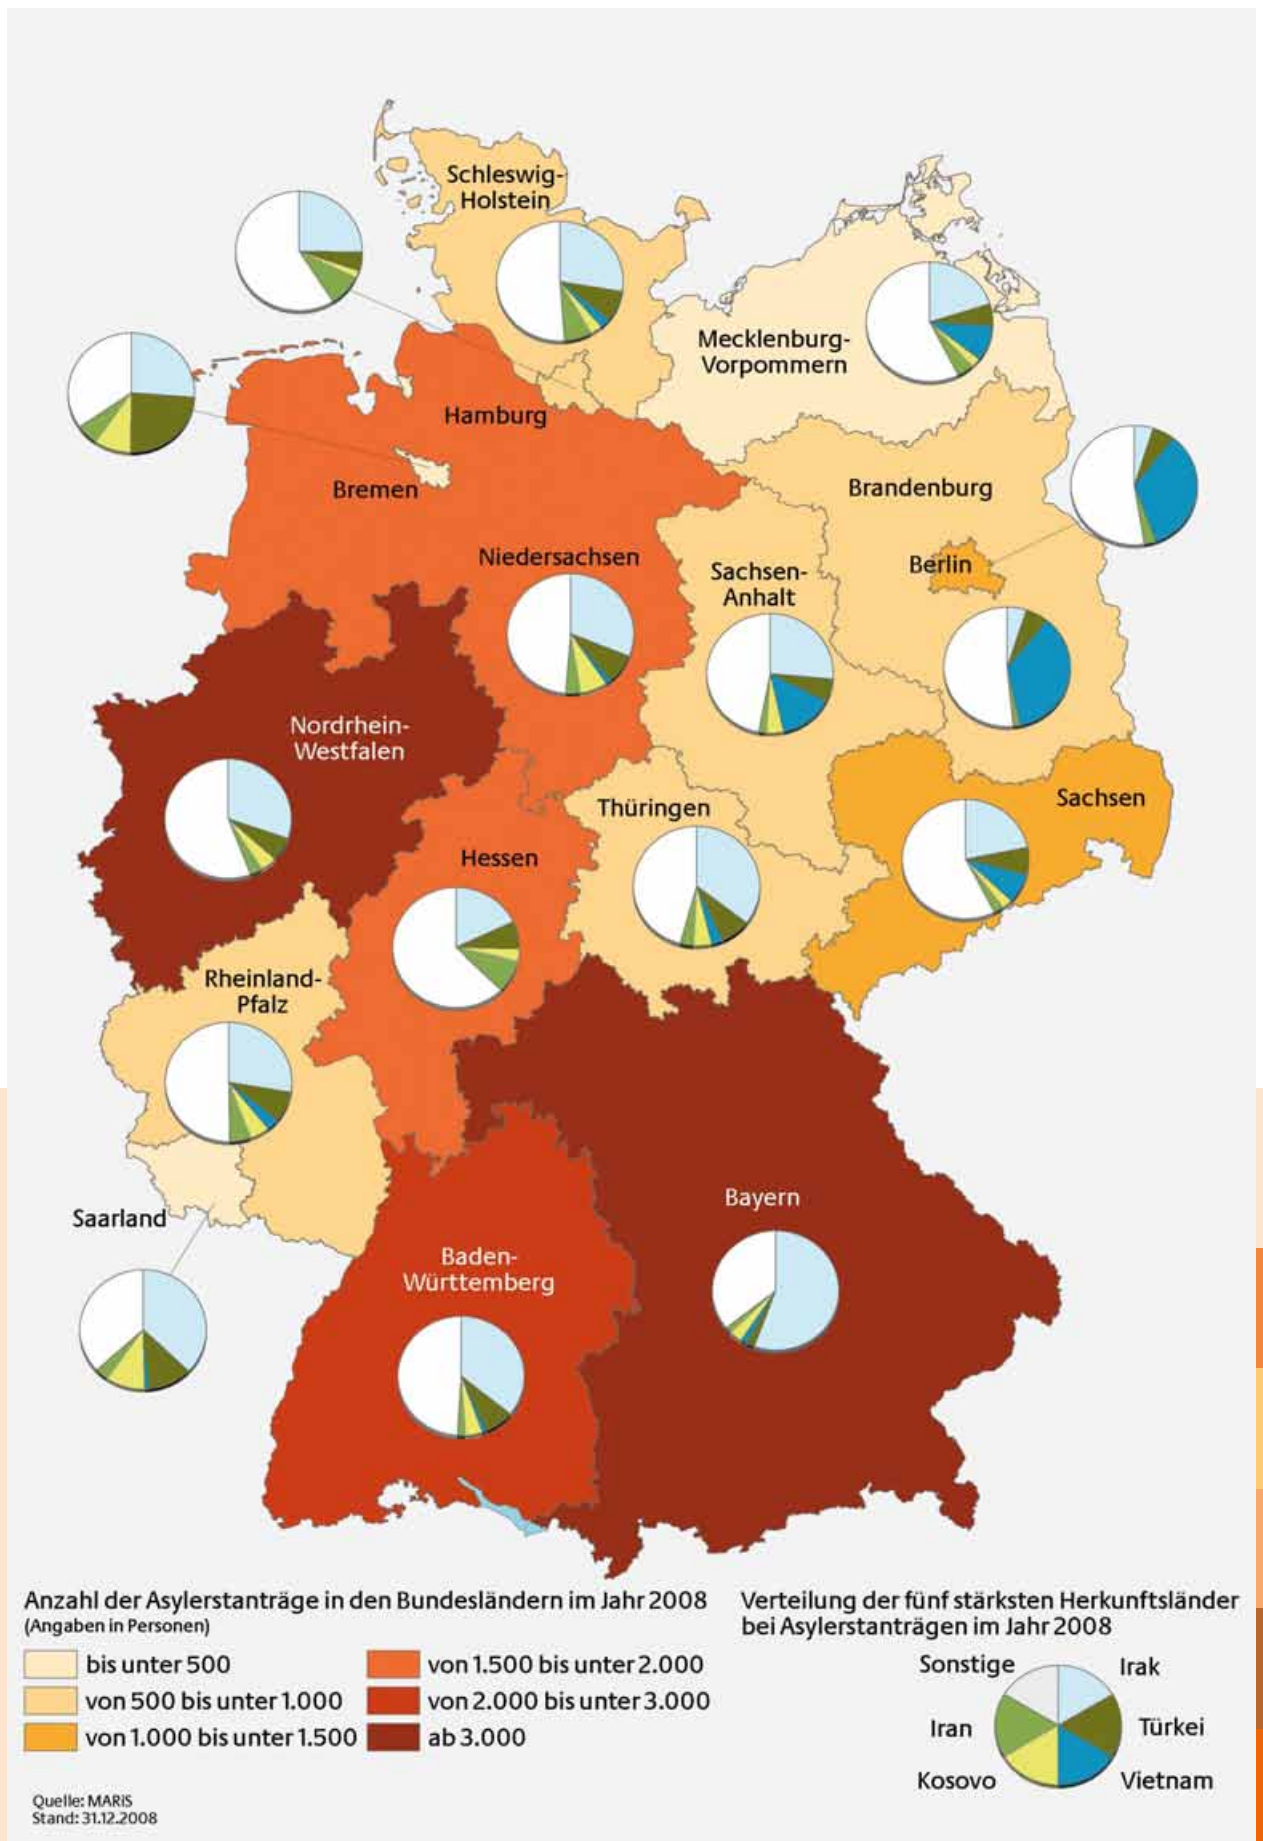 Schleswig-
Holstein
Mecklenburg-
Vorpommern
Hamburg
Bremen
Brandenburg
Niedersachsen
Sachsen-
Anhalt
Berlin
Nordrhein-
Westfalen
Thüringen
Sachsen
Hessen
Rheinland-
Pfalz
Saarland
Bayern
Baden-
Württemberg
Anzahl der Asylerstanträge in den Bundesländern im Jahr 2008
(Angaben in Personen)
bis unter 500
von 500 bis unter 1.000
von 1.000 bis unter 1.500
von 1.500 bis unter 2.000
von 2.000 bis unter 3.000
ab 3.000
Verteilung der fünf stärksten Herkunftsländer
bei Asylerstanträgen im Jahr 2008
Sonstige
Irak
Iran
Türkei
Kosovo
Vietnam
Quelle: MARiS
Stand: 31.12.2008